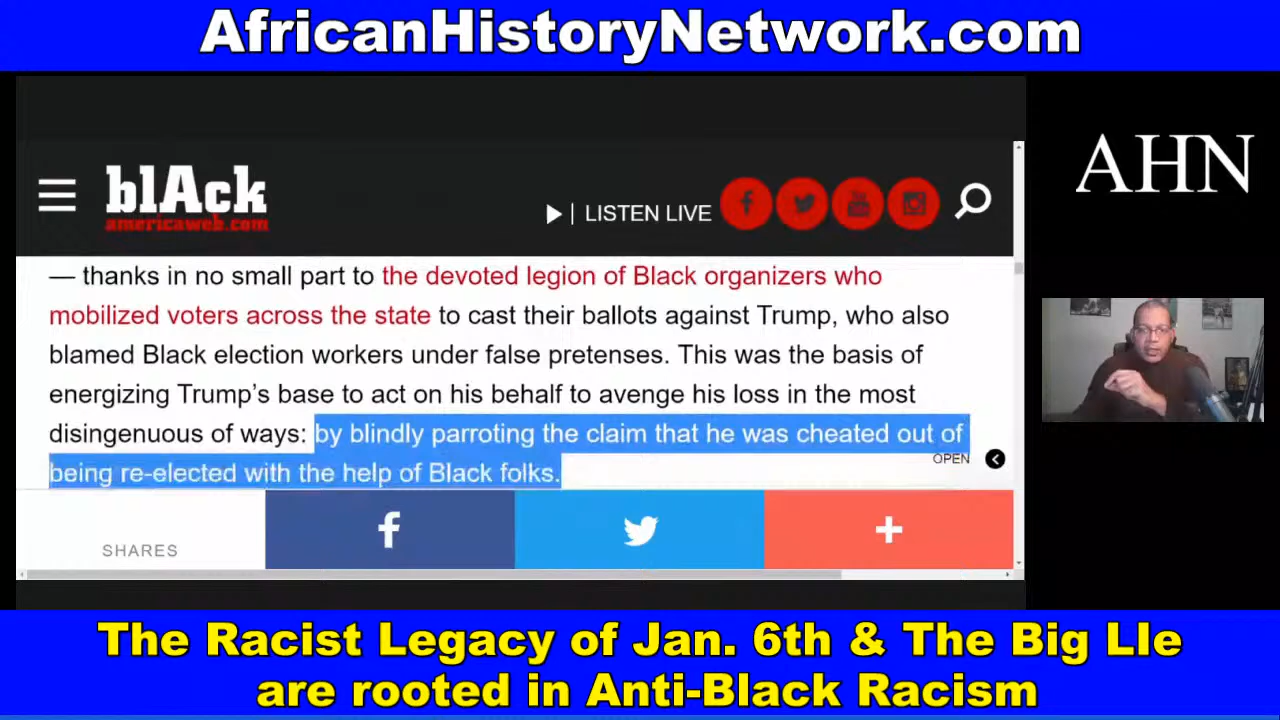 AfricanHistoryNetwork.com
blAck
americaweb.com
LISTEN LIVE
AHN
— thanks in no small part to the devoted legion of Black organizers who
mobilized voters across the state to cast their ballots against Trump, who also
blamed Black election workers under false pretenses. This was the basis of
energizing Trump's base to act on his behalf to avenge his loss in the most
disingenuous of ways: by blindly parroting the claim that he was cheated out of
being re-elected with the help of Black folks.
OPEN
SHARES
The Racist Legacy of Jan. 6th & The Big LIe
are rooted in Anti-Black Racism